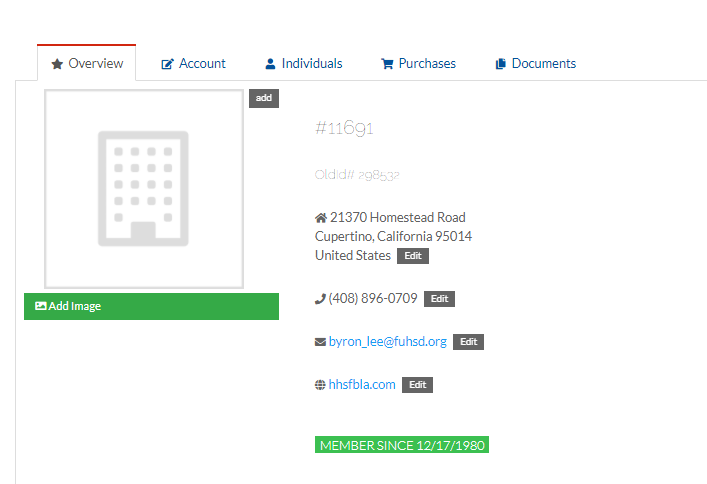 Overview Account Individuals Purchases Documents
add
#11691
OldId# 298532
21370 Homestead Road
Cupertino, California 95014
United States Edit
(408) 896-0709 Edit
Add Image
byron_lee@fuhsd.org Edit
hhsfbla.com Edit
MEMBER SINCE 12/17/1980